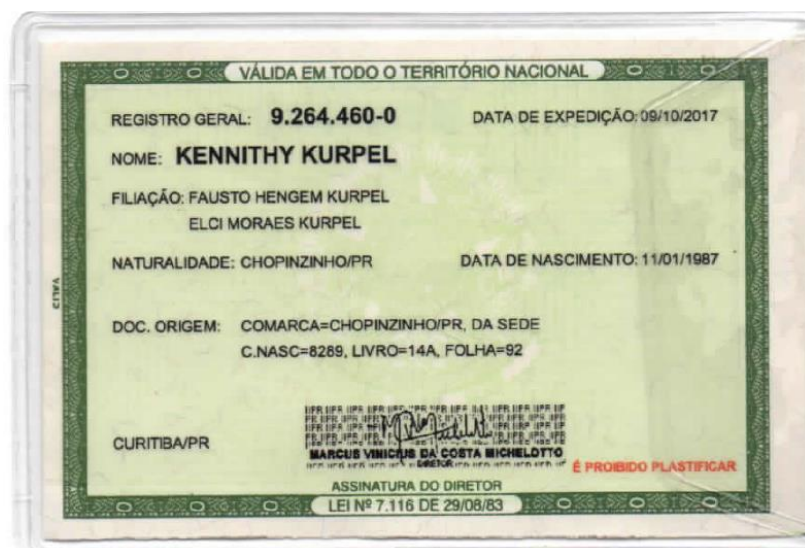 VÁLIDA EM TODO O TERRITÓRIO NACIONAL
REGISTRO GERAL: 9.264.460-0 DATA DE EXPEDIÇÃO: 09/10/2017
NOME: KENNITHY KURPEL
FILIAÇÃO: FAUSTO HENGEM KURPEL
ELCI MORAES KURPEL
NATURALIDADE: CHOPINZINHO/PR DATA DE NASCIMENTO: 11/01/1987
DOC. ORIGEM: COMARCA=CHOPINZINHO/PR, DA SEDE
C.NASC=8289, LIVRO=14A, FOLHA=92
CURITIBA/PR
MARCUS VINICIUS DA COSTA MICHELOTTO
DIRETOR
É PROIBIDO PLASTIFICAR
ASSINATURA DO DIRETOR
LEI Nº 7.116 DE 29/08/83